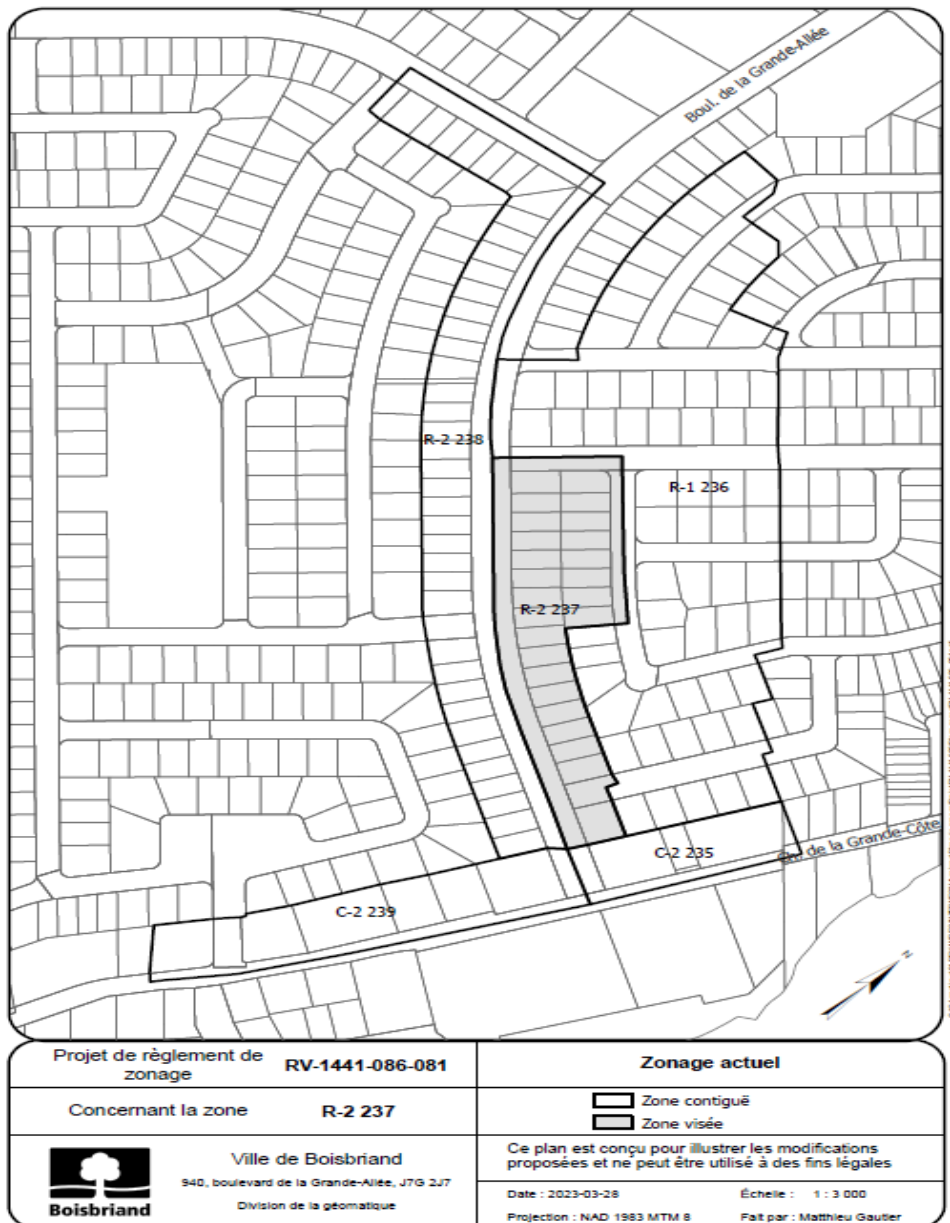 Boul. de la Grande-Allée
R-2 238
R-1 236
R-2 237
C-2 235
Ch. de la Grande-Côte
C-2 239
N
Projet de règlement de
zonage
RV-1441-086-081
Zonage actuel
Concernant la zone
R-2 237
Zone contiguë
Zone visée
Boisbriand
Ville de Boisbriand
940, boulevard de la Grande-Allée, J7G 2J7
Division de la géomatique
Ce plan est conçu pour illustrer les modifications
proposées et ne peut être utilisé à des fins légales
Date : 2023-03-28
Échelle : 1 : 3 000
Projection : NAD 1983 MTM 8
Fait par : Matthieu Gautier